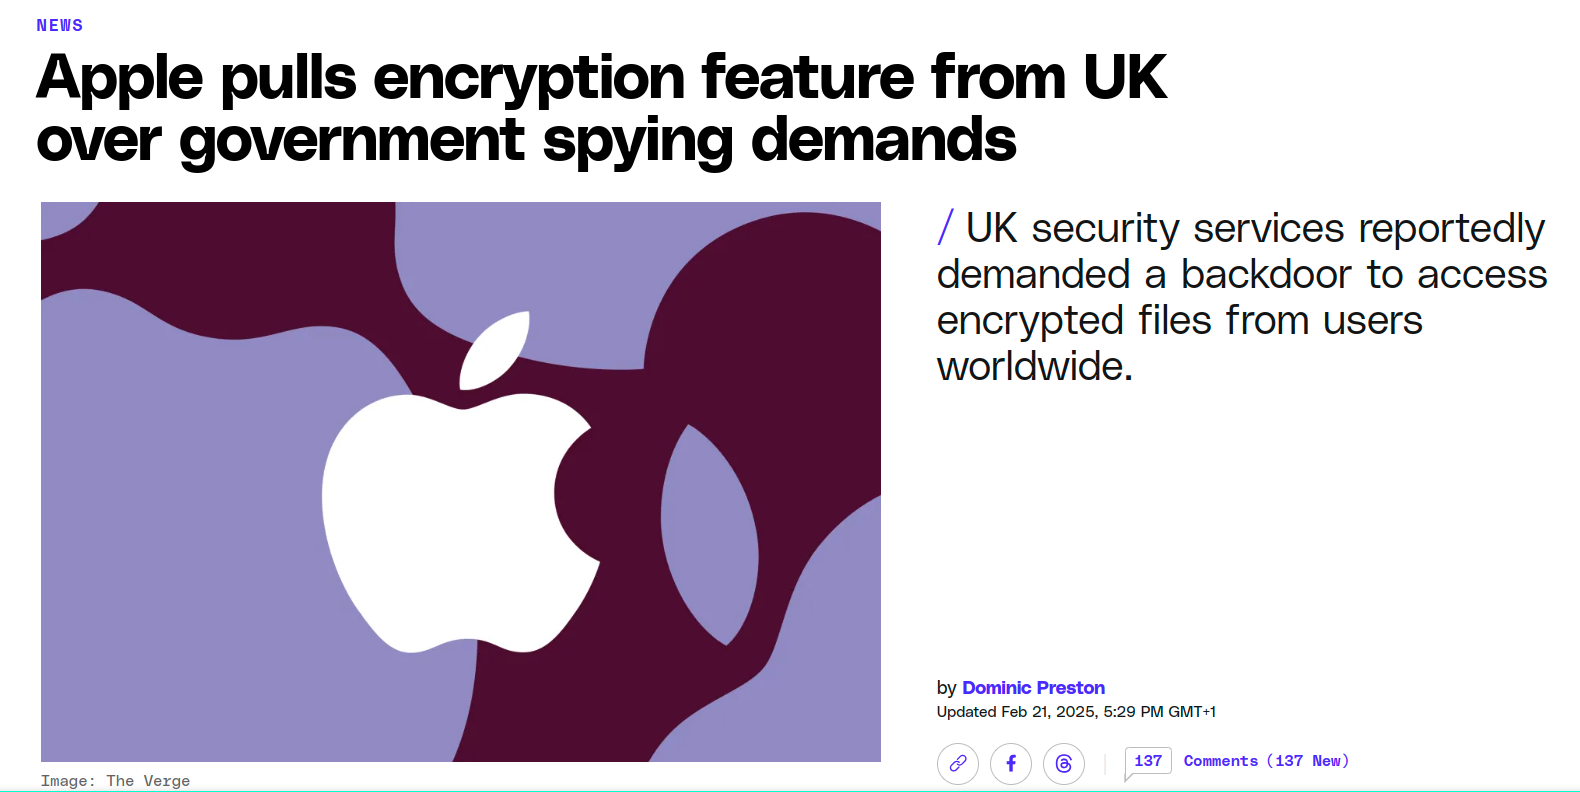 NEWS
Apple pulls encryption feature from UK
over government spying demands
/ UK security services reportedly
demanded a backdoor to access
encrypted files from users
worldwide.
by Dominic Preston
Updated Feb 21, 2025, 5:29 PM GMT+1
137 Comments (137 New)
Image: The Verge